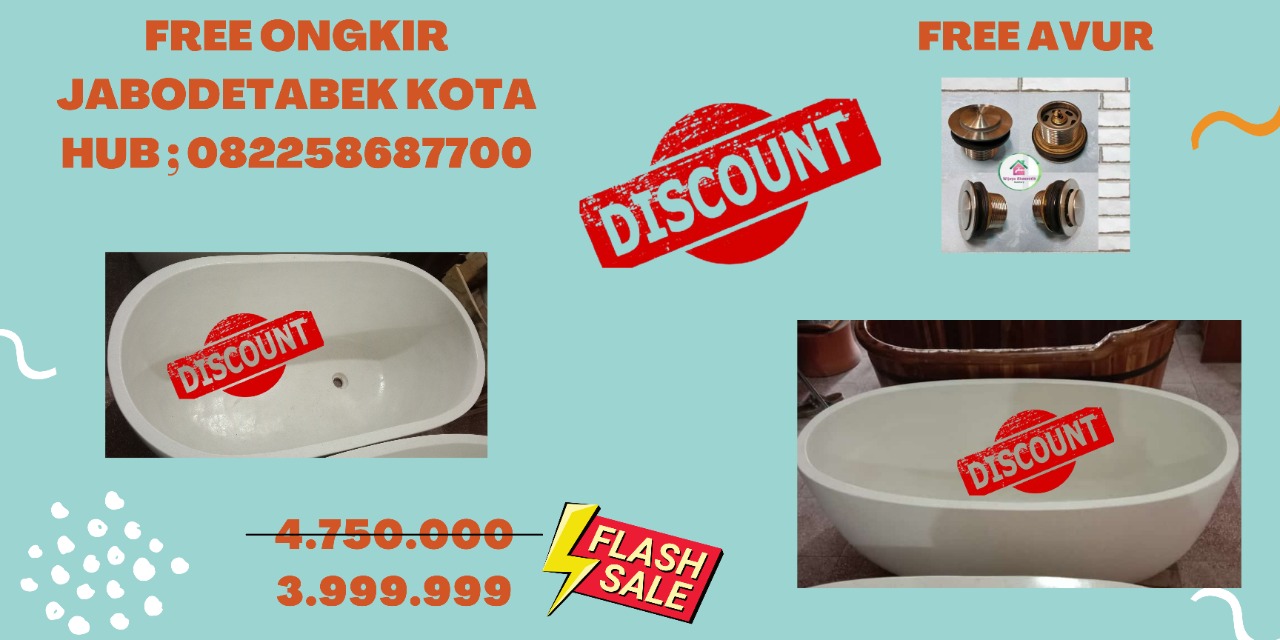 FREE ONGKIR
JABODETABEK KOTA
HUB ; 082258687700
FREE AVUR
DISCOUNT
DISCOUNT
DISCOUNT
4.750.000
3.999.999
FLASH
SALE